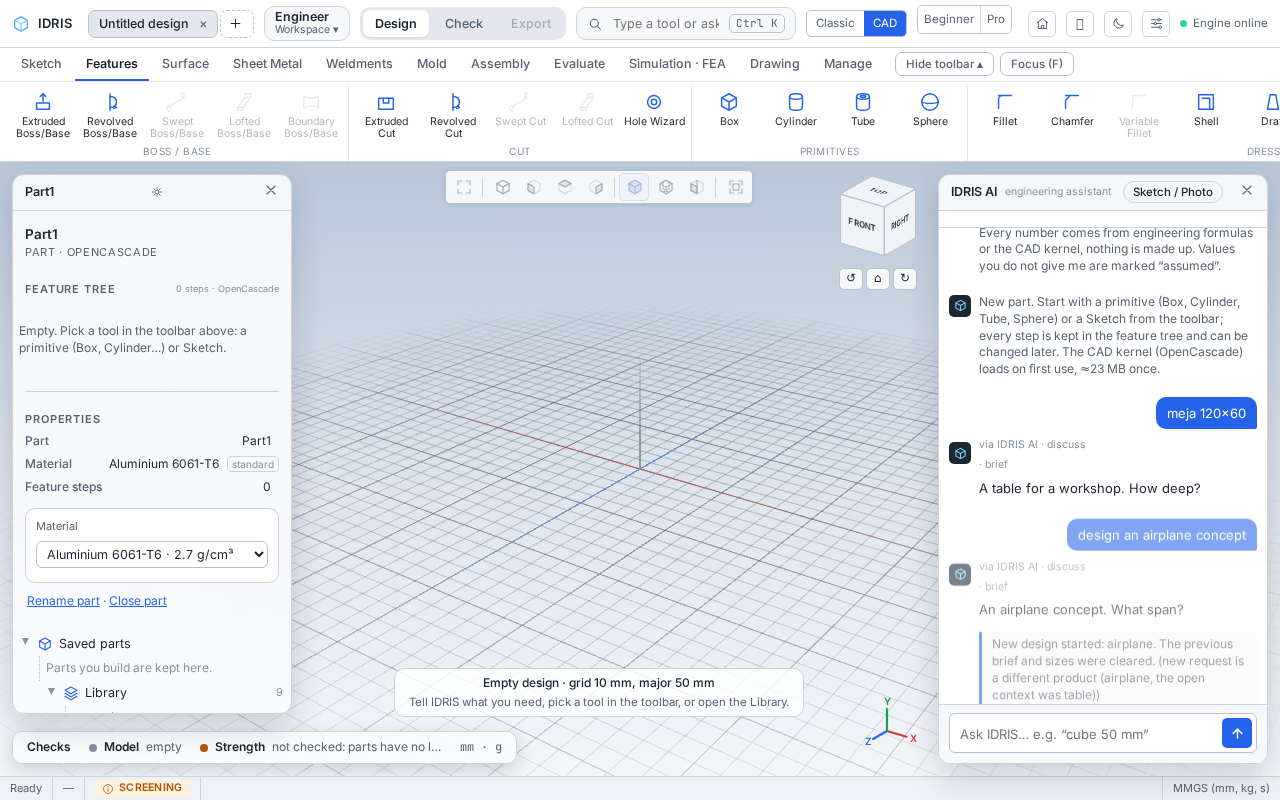 IDRIS
Untitled design ×
+
Engineer
Workspace ▾
Design
Check
Export
Type a tool or ask
Ctrl K
Classic
CAD
Beginner
Pro
Engine online
Sketch
Features
Surface
Sheet Metal
Weldments
Mold
Assembly
Evaluate
Simulation · FEA
Drawing
Manage
Hide toolbar ▴
Focus (F)
Extruded
Boss/Base
Revolved
Boss/Base
Swept
Boss/Base
Lofted
Boss/Base
Boundary
Boss/Base
BOSS / BASE
Extruded
Cut
Revolved
Cut
Swept Cut
Lofted Cut
Hole Wizard
CUT
Box
Cylinder
Tube
Sphere
PRIMITIVES
Fillet
Chamfer
Variable
Fillet
Shell
Dra
DRESS
Part1
Part1
PART · OPENCASCADE
FEATURE TREE
0 steps · OpenCascade
Empty. Pick a tool in the toolbar above: a
primitive (Box, Cylinder…) or Sketch.
PROPERTIES
Part
Part1
Material
Aluminium 6061-T6
standard
Feature steps
0
Material
Aluminium 6061-T6 · 2.7 g/cm³
Rename part · Close part
Saved parts
Parts you build are kept here.
Library
9
TOP
FRONT
RIGHT
↺
⌂
↻
Empty design · grid 10 mm, major 50 mm
Tell IDRIS what you need, pick a tool in the toolbar, or open the Library.
Y
X
Z
Checks
Model empty
Strength not checked: parts have no l…
mm · g
IDRIS AI
engineering assistant
Sketch / Photo
Every number comes from engineering formulas
or the CAD kernel, nothing is made up. Values
you do not give me are marked “assumed”.
New part. Start with a primitive (Box, Cylinder,
Tube, Sphere) or a Sketch from the toolbar;
every step is kept in the feature tree and can be
changed later. The CAD kernel (OpenCascade)
loads on first use, ≈23 MB once.
meja 120×60
via IDRIS AI · discuss
· brief
A table for a workshop. How deep?
design an airplane concept
via IDRIS AI · discuss
· brief
An airplane concept. What span?
New design started: airplane. The previous
brief and sizes were cleared. (new request is
a different product (airplane, the open
context was table))
Ask IDRIS… e.g. “cube 50 mm”
Ready
—
SCREENING
MMGS (mm, kg, s)